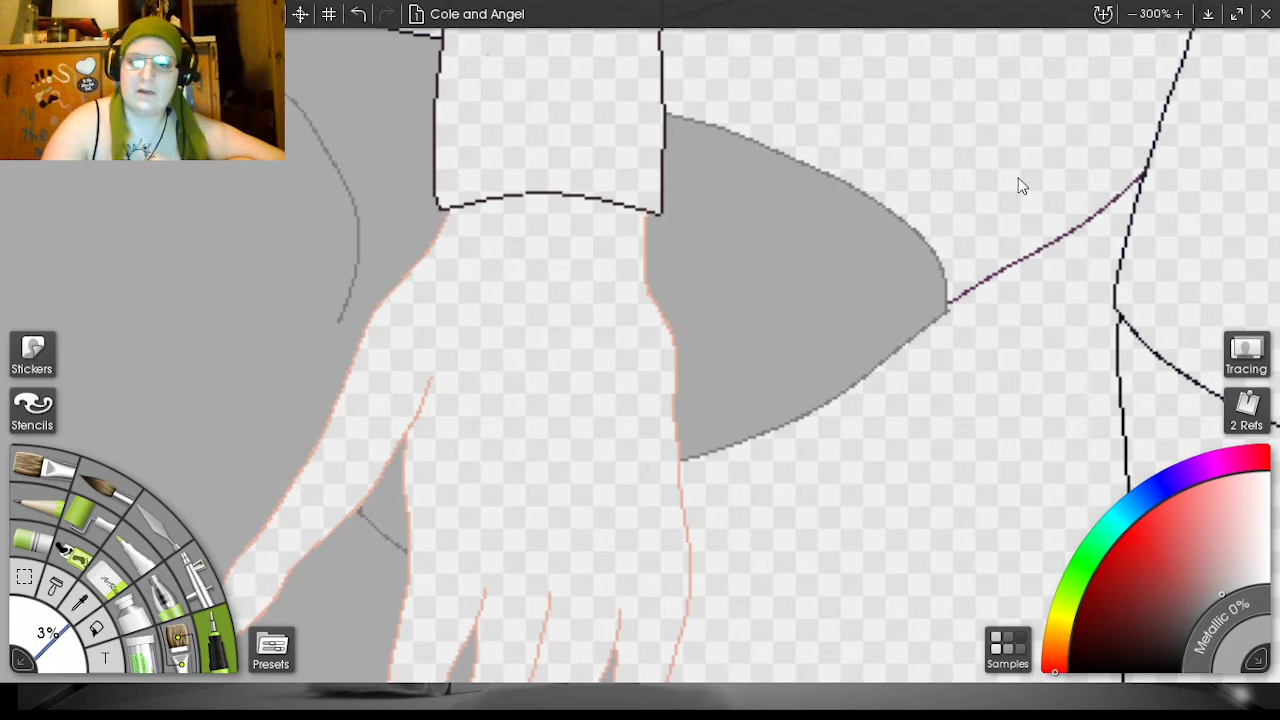 Cole and Angel
300%
Stickers
Stencils
3%
T
Presets
Tracing
2 Refs
Metallic 0%
Samples